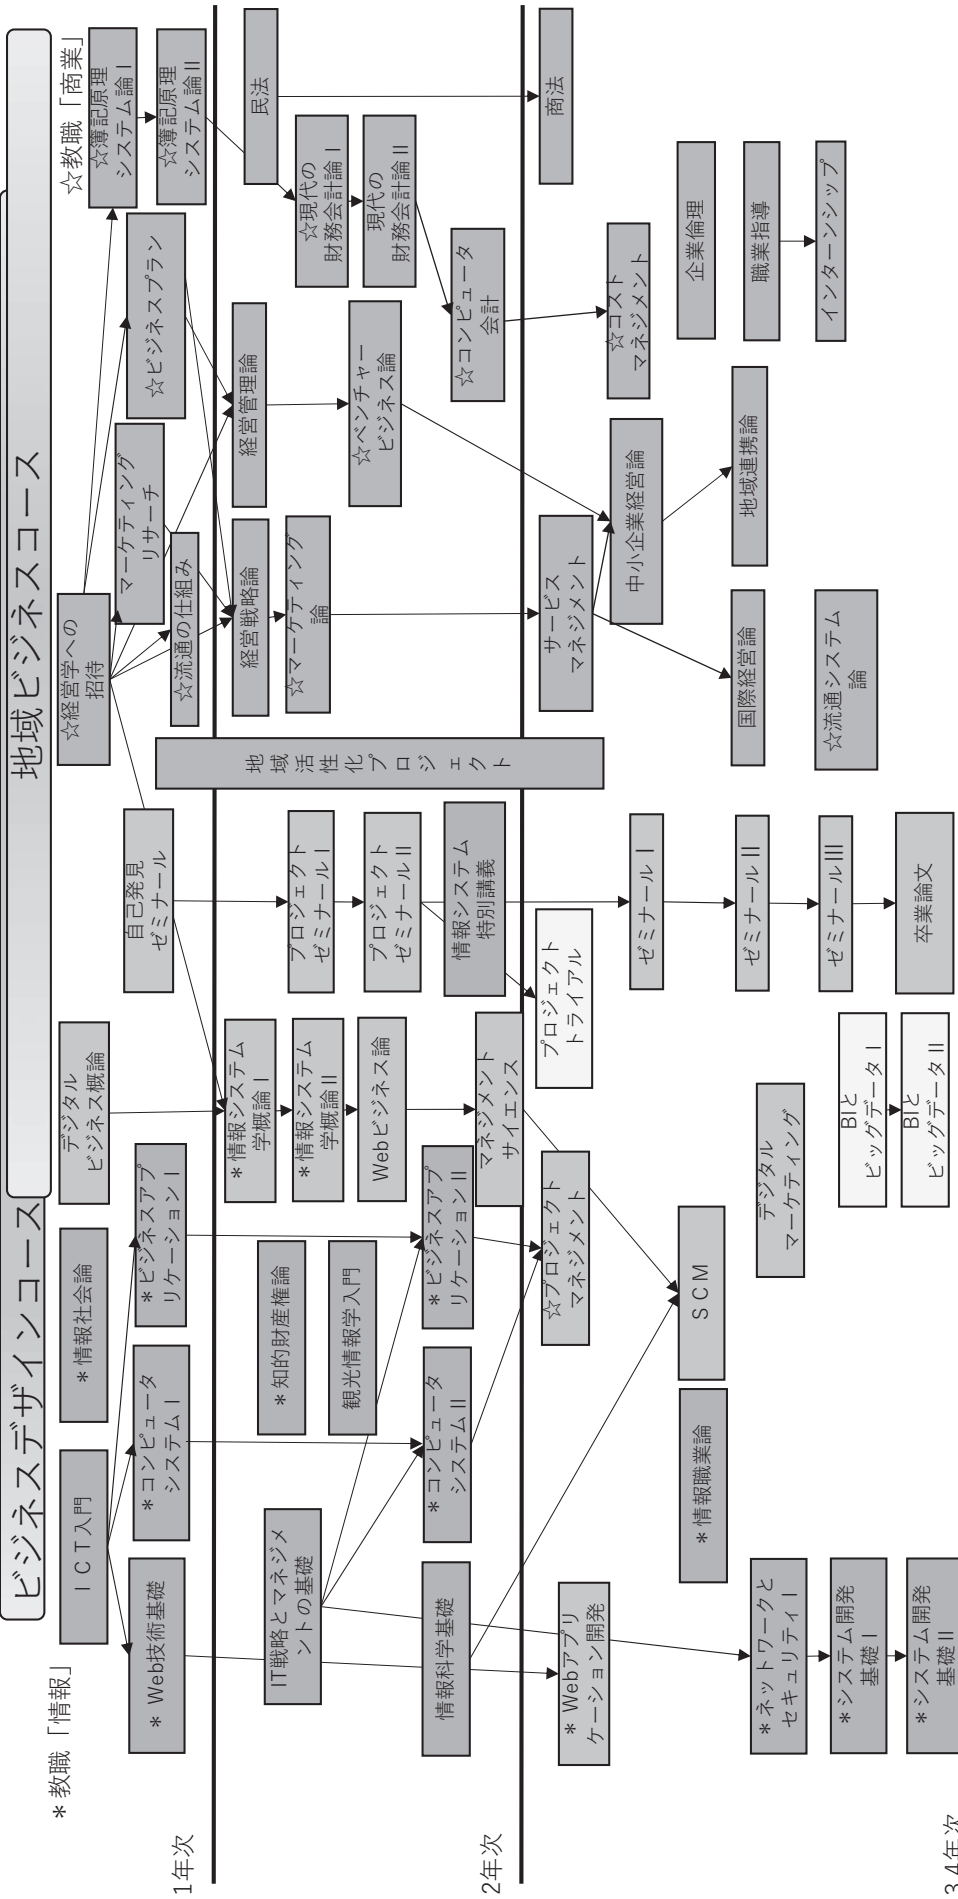 ビジネスデザインコース
地域ビジネスコース
＊教職「情報」
☆教職「商業」
ＩＣＴ入門
＊情報社会論
デジタル
ビジネス概論
☆経営学への
招待
☆簿記原理
システム論Ⅰ
＊Web技術基礎
＊コンピュータ
システムⅠ
＊ビジネスアプ
リケーションⅠ
自己発見
ゼミナール
マーケティング
リサーチ
☆ビジネスプラン
☆簿記原理
システム論Ⅱ
☆流通の仕組み
地域活性化プロジェクト
1年次
＊情報システム
学概論Ⅰ
経営戦略論
経営管理論
民法
IT戦略とマネジメ
ントの基礎
＊知的財産権論
＊情報システム
学概論Ⅱ
プロジェクト
ゼミナールⅠ
☆マーケティング
論
☆現代の
財務会計論Ⅰ
観光情報学入門
Webビジネス論
プロジェクト
ゼミナールⅡ
☆ベンチャー
ビジネス論
現代の
財務会計論Ⅱ
情報科学基礎
＊コンピュータ
システムⅡ
＊ビジネスアプ
リケーションⅡ
マネジメント
サイエンス
情報システム
特別講義
☆コンピュータ
会計
2年次
＊Webアプリ
ケーション開発
☆プロジェクト
マネジメント
プロジェクト
トライアル
サービス
マネジメント
商法
ゼミナールⅠ
中小企業経営論
☆コスト
マネジメント
＊情報職業論
ＳＣＭ
企業倫理
＊ネットワークと
セキュリティⅠ
デジタル
マーケティング
ゼミナールⅡ
国際経営論
地域連携論
職業指導
＊システム開発
基礎Ⅰ
BIと
ビッグデータⅠ
ゼミナールⅢ
☆流通システム
論
インターンシップ
＊システム開発
基礎Ⅱ
BIと
ビッグデータⅡ
卒業論文
3,4年次